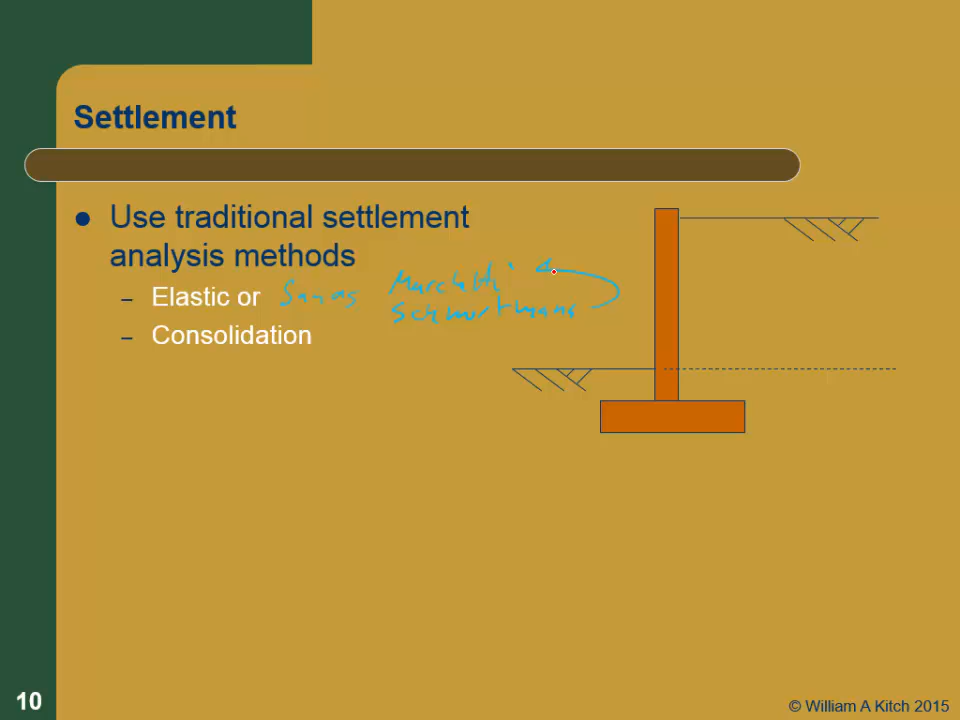 Settlement
Use traditional settlement
analysis methods
– Elastic or Sands Marchetti
Schmertmann
– Consolidation
10
© William A Kitch 2015